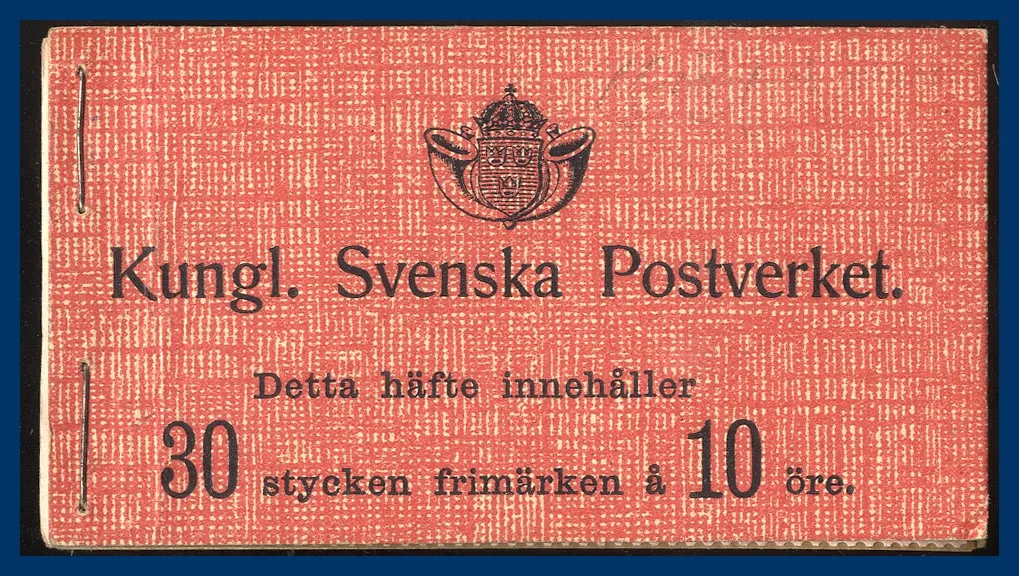 Kungl. Svenska Postverket.
Detta häfte innehåller
30 stycken frimärken å 10 öre.